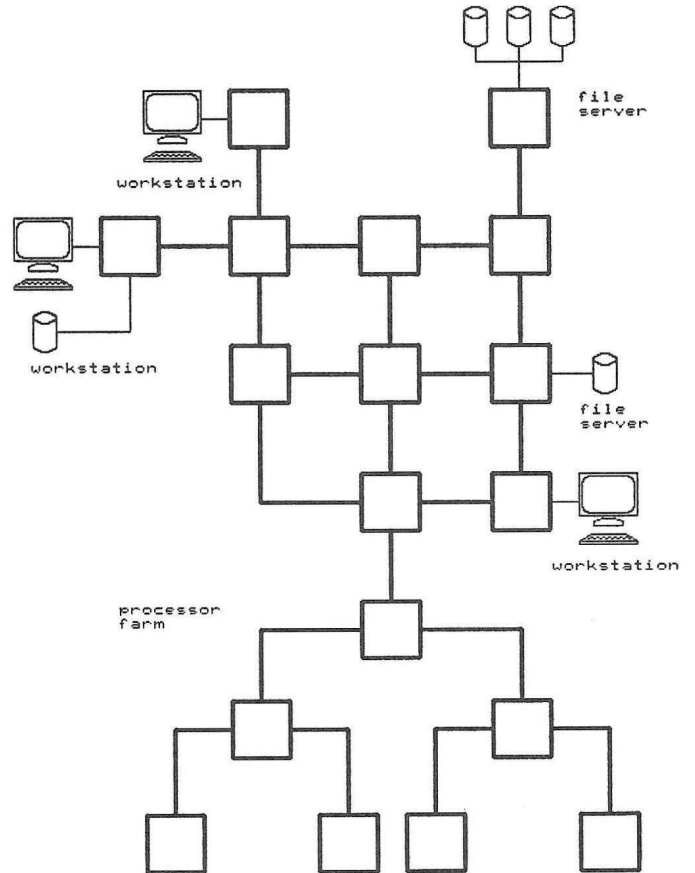 file
server
workstation
workstation
file
server
workstation
processor
farm